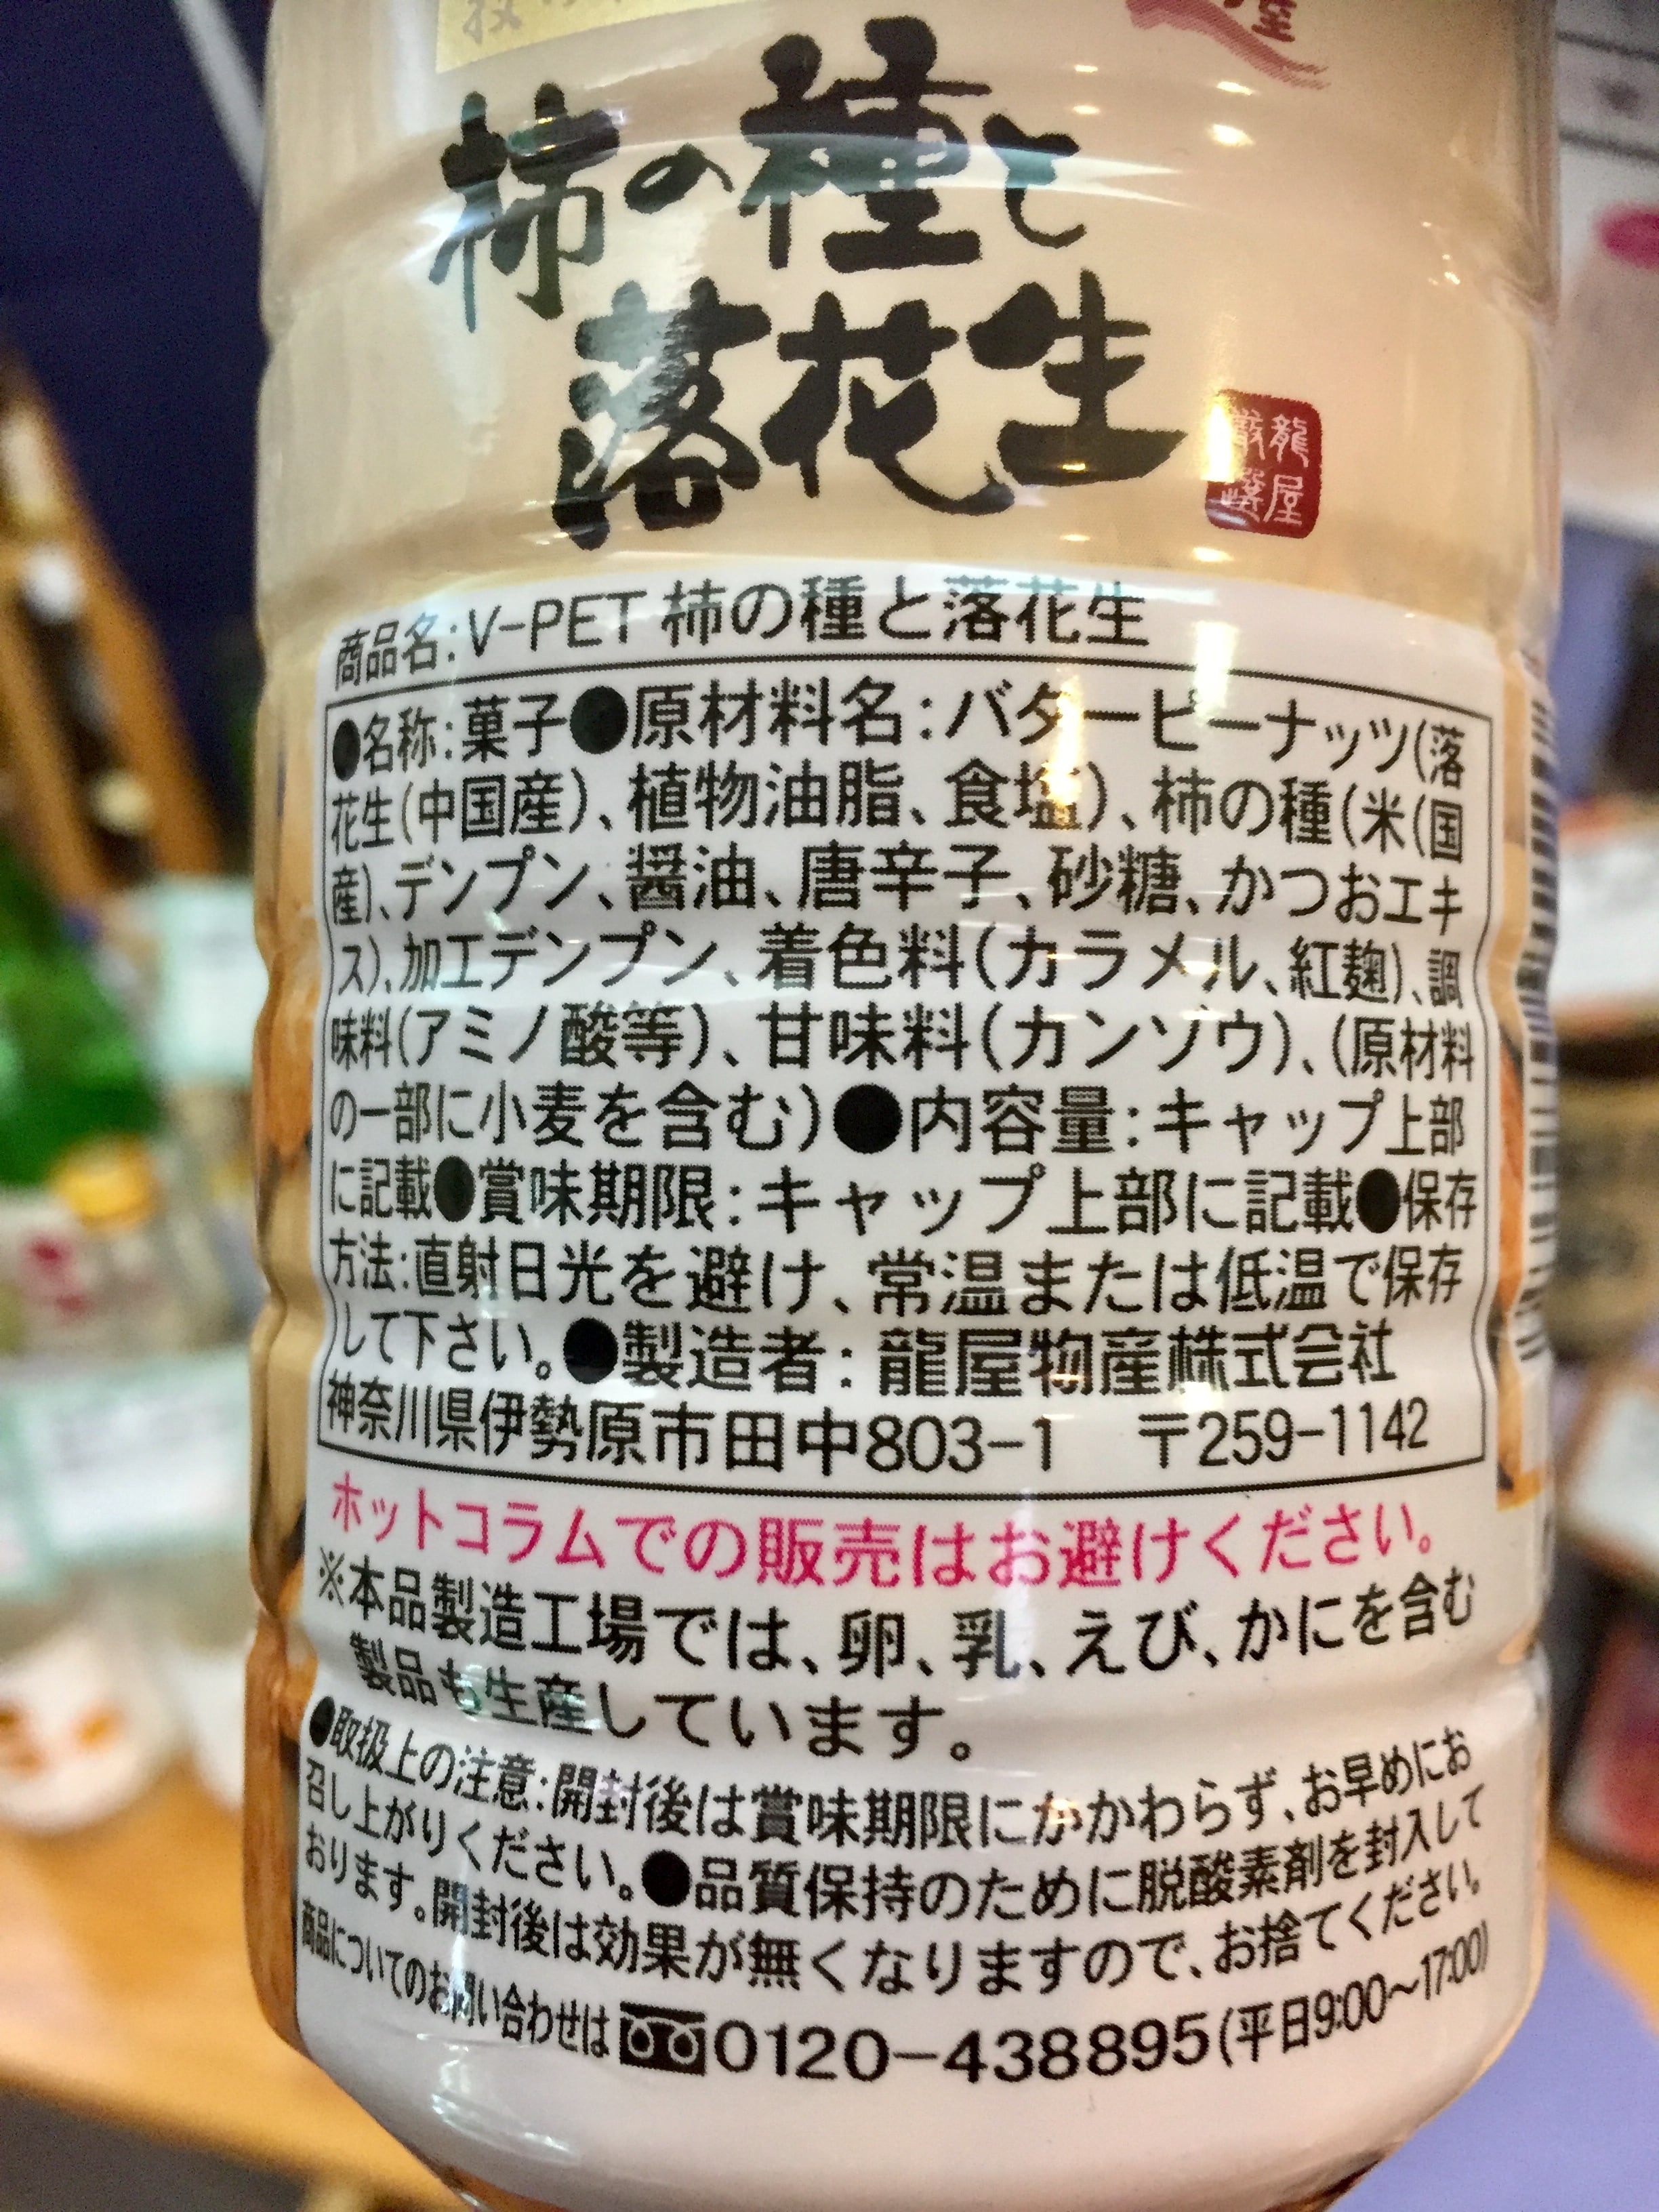 柿の種と
落花生
龍屋
厳選
商品名:V-PET 柿の種と落花生
●名称:菓子●原材料名:バターピーナッツ(落
花生(中国産)、植物油脂、食塩)、柿の種(米(国
産)、デンプン、醤油、唐辛子、砂糖、かつおエキ
ス)、加工デンプン、着色料(カラメル、紅麹)、調
味料(アミノ酸等)、甘味料(カンゾウ)、(原材料
の一部に小麦を含む)●内容量:キャップ上部
に記載●賞味期限:キャップ上部に記載●保存
方法:直射日光を避け、常温または低温で保存
して下さい。●製造者:龍屋物産株式会社
神奈川県伊勢原市田中803-1 〒259-1142
ホットコラムでの販売はお避けください。
※本品製造工場では、卵、乳、えび、かにを含む
製品も生産しています。
●取扱上の注意:開封後は賞味期限にかかわらず、お早めにお
召し上がりください。●品質保持のために脱酸素剤を封入して
おります。開封後は効果が無くなりますので、お捨てください。
商品についてのお問い合わせは0120-438895(平日9:00~17:00)